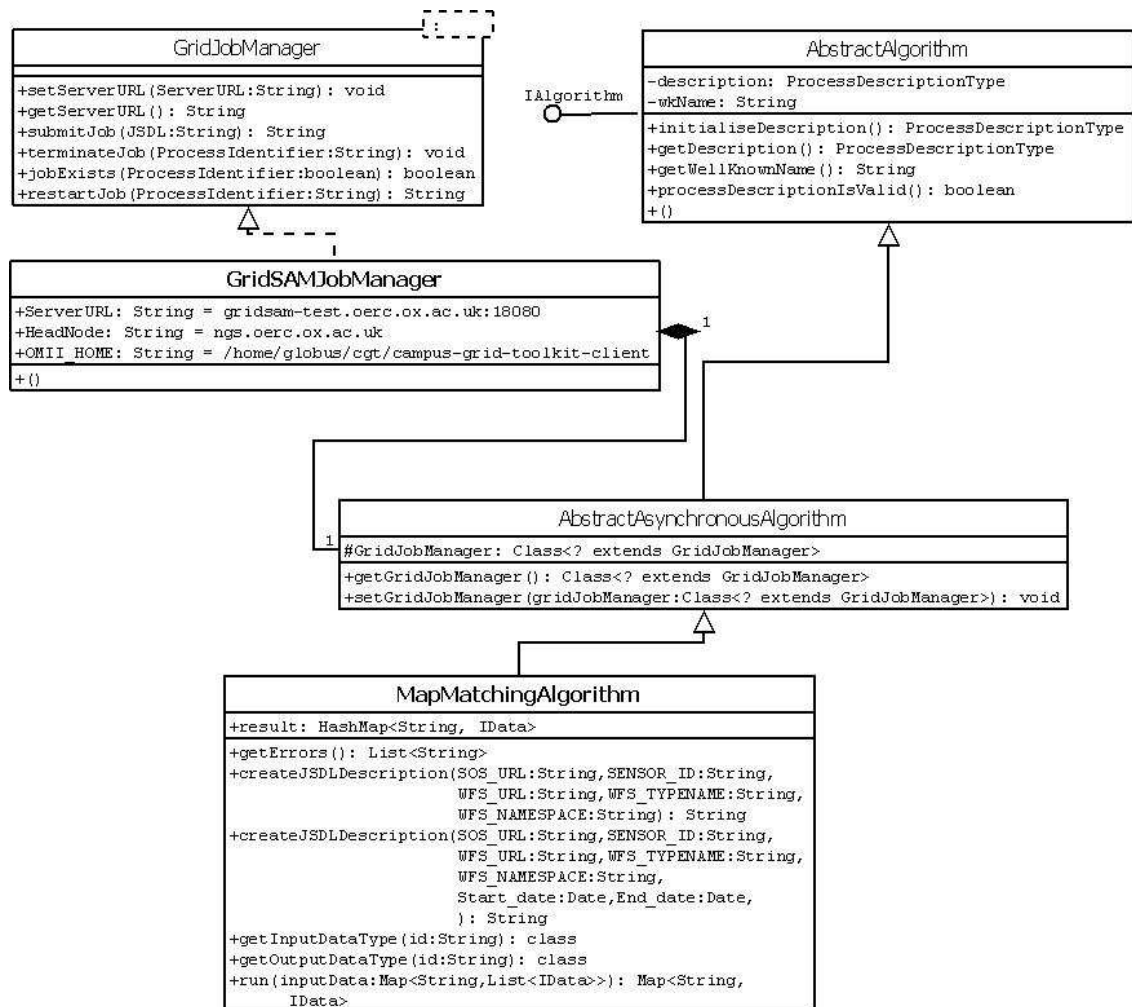 GridJobManager
+setServerURL(ServerURL:String): void
+getServerURL(): String
+submitJob(JSDL:String): String
+terminateJob(ProcessIdentifier:String): void
+jobExists(ProcessIdentifier:boolean): boolean
+restartJob(ProcessIdentifier:String): String
IAlgorithm
AbstractAlgorithm
-description: ProcessDescriptionType
-wkName: String
+initialiseDescription(): ProcessDescriptionType
+getDescription(): ProcessDescriptionType
+getWellKnownName(): String
+processDescriptionIsValid(): boolean
+()
GridSAMJobManager
+ServerURL: String = gridsam-test.oerc.ox.ac.uk:18080
+HeadNode: String = ngs.oerc.ox.ac.uk
+OMII_HOME: String = /home/globus/cgt/campus-grid-toolkit-client
+()
1
1
AbstractAsynchronousAlgorithm
#GridJobManager: Class<? extends GridJobManager>
+getGridJobManager(): Class<? extends GridJobManager>
+setGridJobManager(gridJobManager:Class<? extends GridJobManager>): void
MapMatchingAlgorithm
+result: HashMap<String, IData>
+getErrors(): List<String>
+createJSDLDescription(SOS_URL:String,SENSOR_ID:String,
WFS_URL:String,WFS_TYPENAME:String,
WFS_NAMESPACE:String): String
+createJSDLDescription(SOS_URL:String,SENSOR_ID:String,
WFS_URL:String,WFS_TYPENAME:String,
WFS_NAMESPACE:String,
Start_date:Date,End_date:Date,
): String
+getInputDataType(id:String): class
+getOutputDataType(id:String): class
+run(inputData:Map<String,List<IData>>): Map<String,
IData>